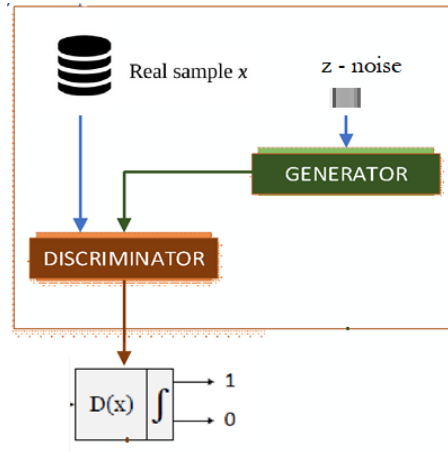 Real sample x
z - noise
GENERATOR
DISCRIMINATOR
D(x) ∫
1
0